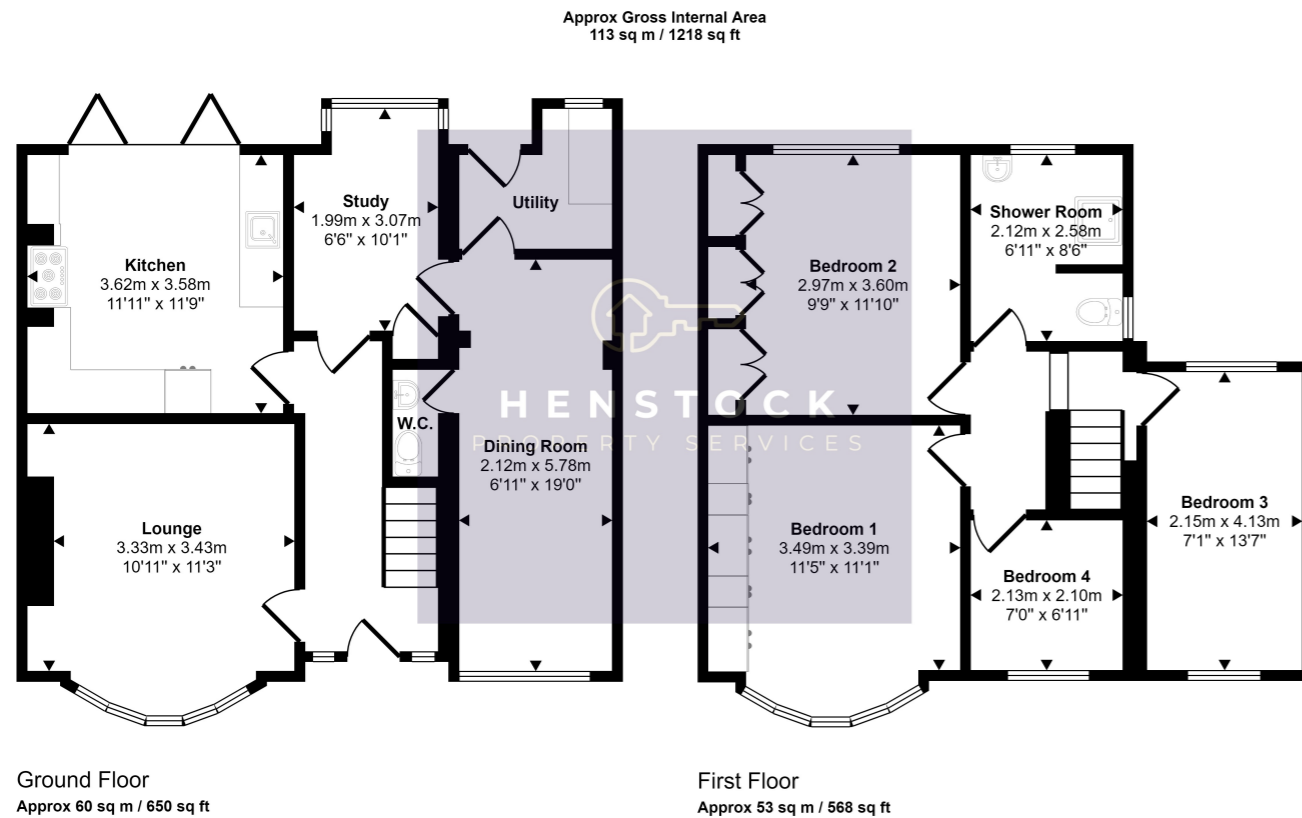 Approx Gross Internal Area
113 sq m / 1218 sq ft
Kitchen
3.62m x 3.58m
11'11" x 11'9"
Study
1.99m x 3.07m
6'6" x 10'1"
Utility
W.C.
Dining Room
2.12m x 5.78m
6'11" x 19'0"
Lounge
3.33m x 3.43m
10'11" x 11'3"
Ground Floor
Approx 60 sq m / 650 sq ft
HENSTOCK
PROPERTY SERVICES
Bedroom 2
2.97m x 3.60m
9'9" x 11'10"
Shower Room
2.12m x 2.58m
6'11" x 8'6"
Bedroom 1
3.49m x 3.39m
11'5" x 11'1"
Bedroom 4
2.13m x 2.10m
7'0" x 6'11"
Bedroom 3
2.15m x 4.13m
7'1" x 13'7"
First Floor
Approx 53 sq m / 568 sq ft